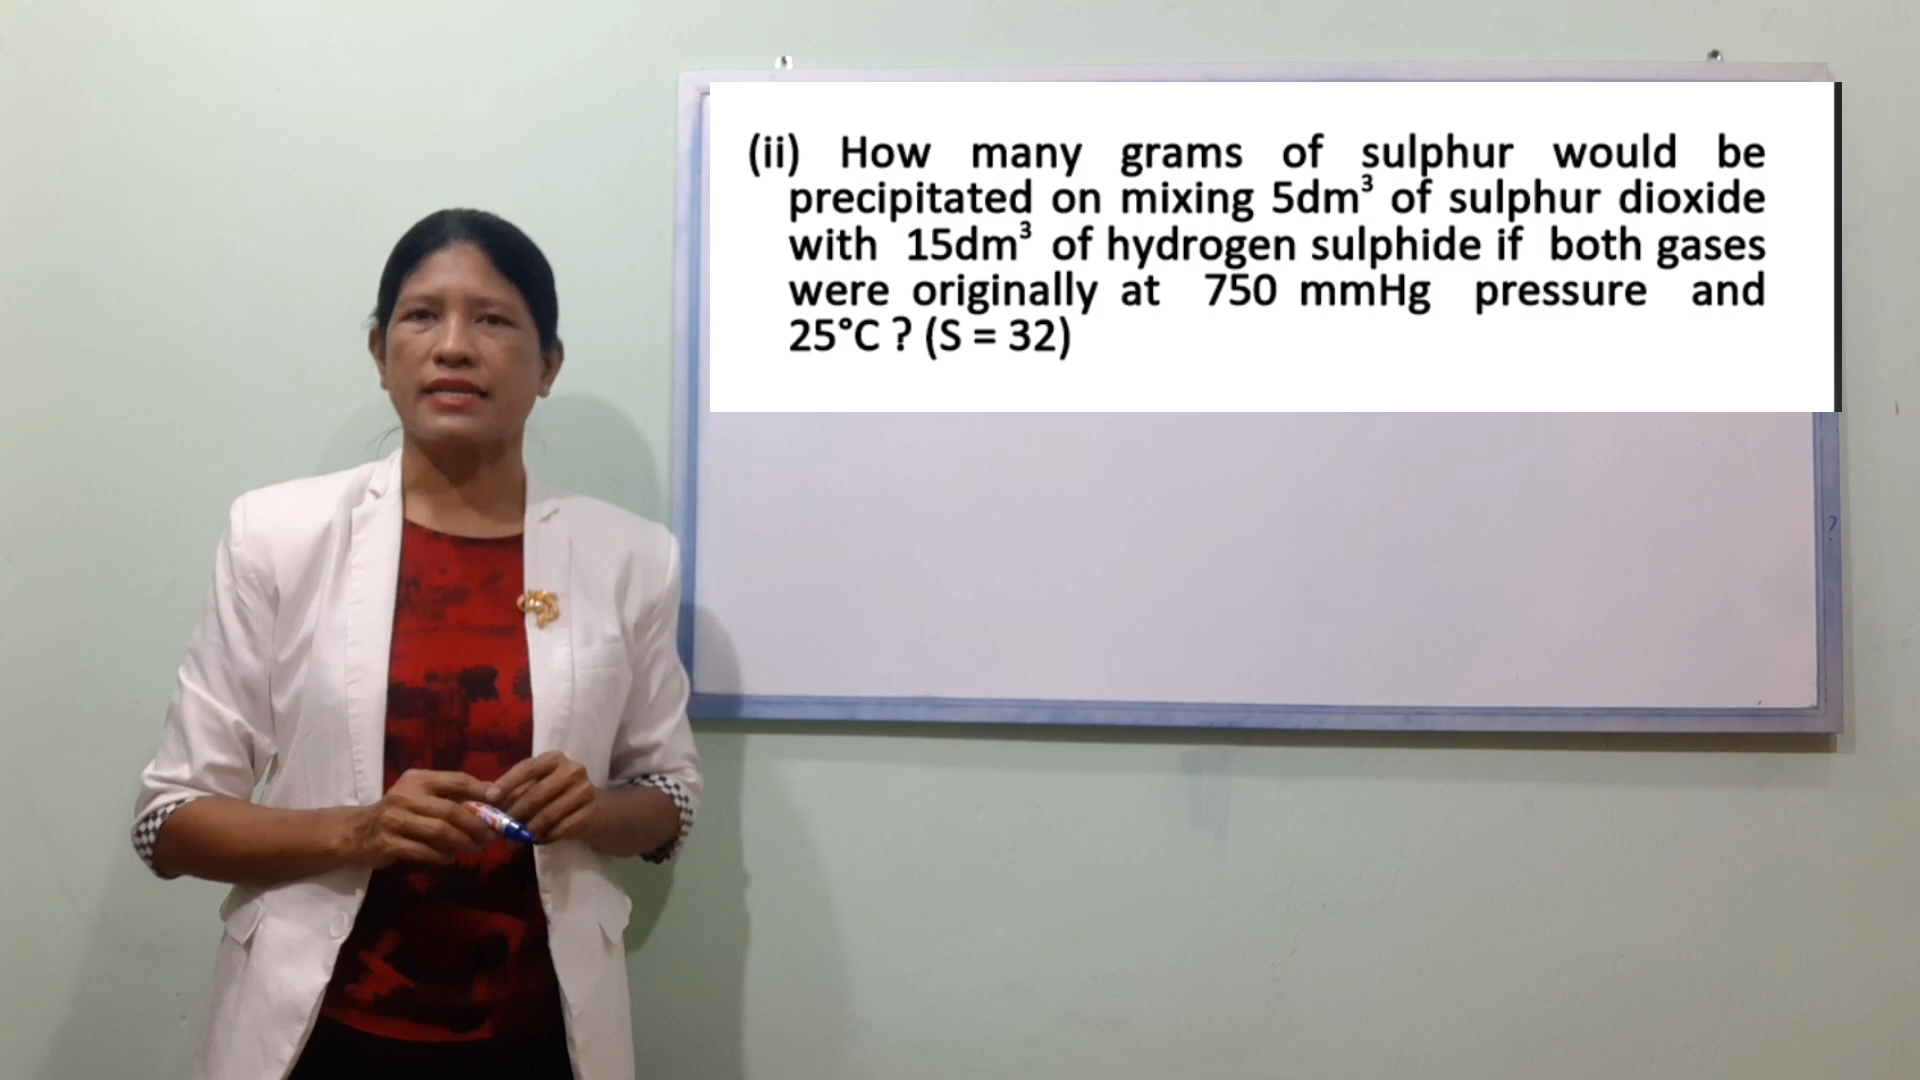 (ii) How many grams of sulphur would be
precipitated on mixing 5dm³ of sulphur dioxide
with 15dm³ of hydrogen sulphide if both gases
were originally at 750 mmHg pressure and
25°C ? (S = 32)
?